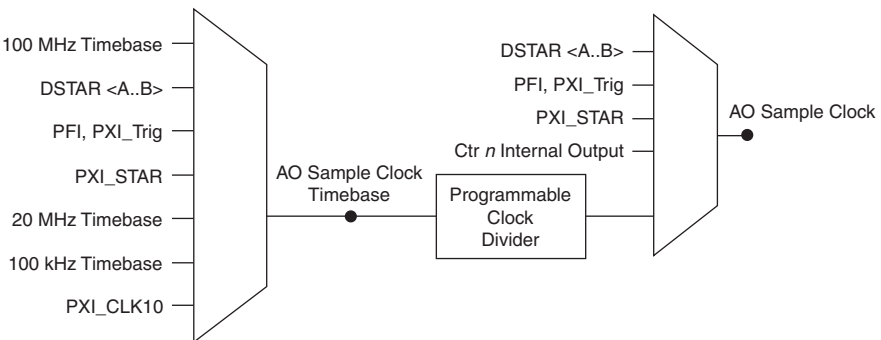 100 MHz Timebase
DSTAR <A..B>
PFI, PXI_Trig
PXI_STAR
20 MHz Timebase
100 kHz Timebase
PXI_CLK10
AO Sample Clock
Timebase
Programmable
Clock
Divider
DSTAR <A..B>
PFI, PXI_Trig
PXI_STAR
Ctr n Internal Output
AO Sample Clock